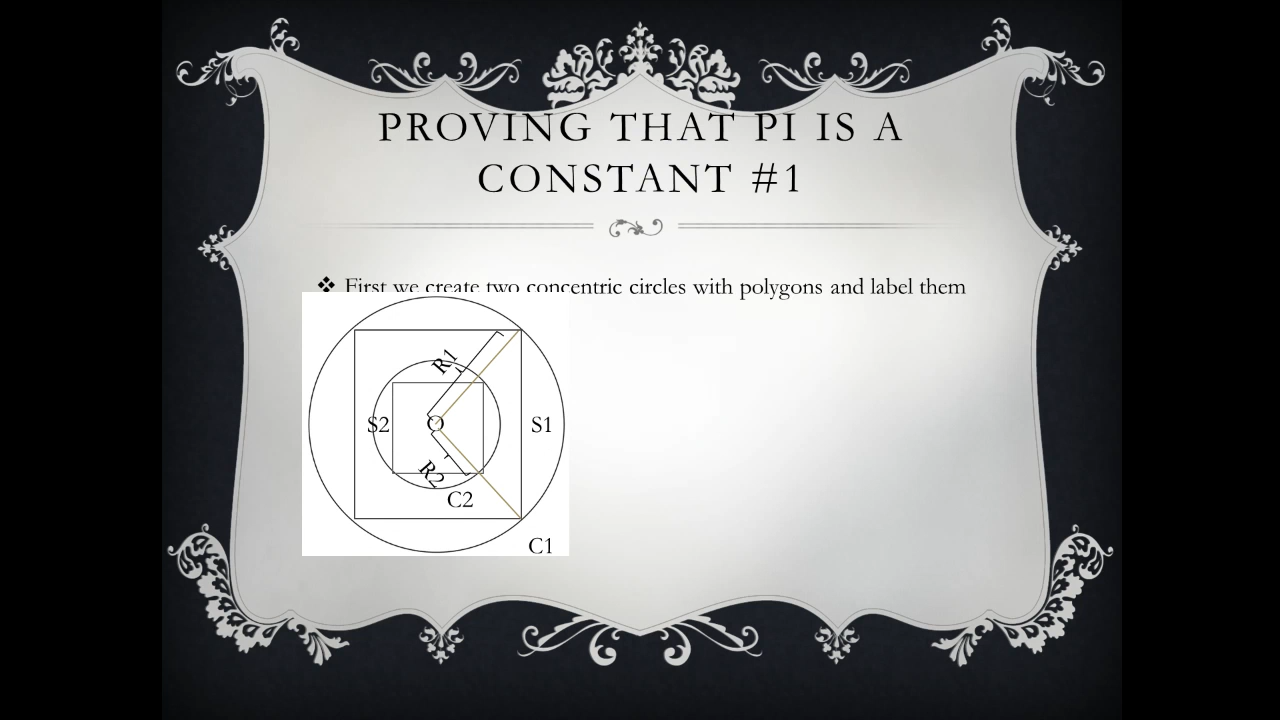 PROVING THAT PI IS A
CONSTANT #1
❖ First we create two concentric circles with polygons and label them
R1
S2
O
S1
R2
C2
C1